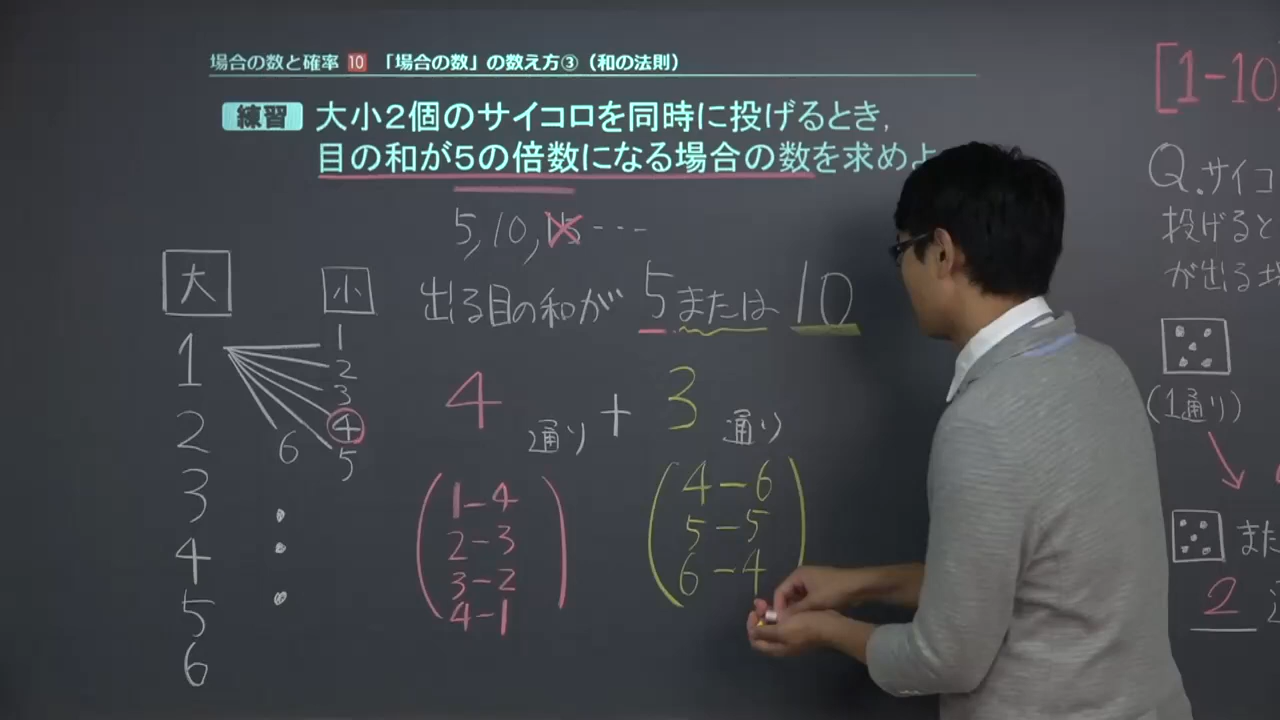 場合の数と確率 10 「場合の数」の数え方③（和の法則）
練習 大小２個のサイコロを同時に投げるとき,
目の和が５の倍数になる場合の数を求めよ
5, 10, 15 ･･･
出る目の和が 5 または 10
大 小
1 1
2
3
4
5
6
2
3
4
5
6
4 通り + 3 通り
1-4
2-3
3-2
4-1
4-6
5-5
6-4
[1-10
Q.サイコ
投げると
が出る
(1通り)
また
2